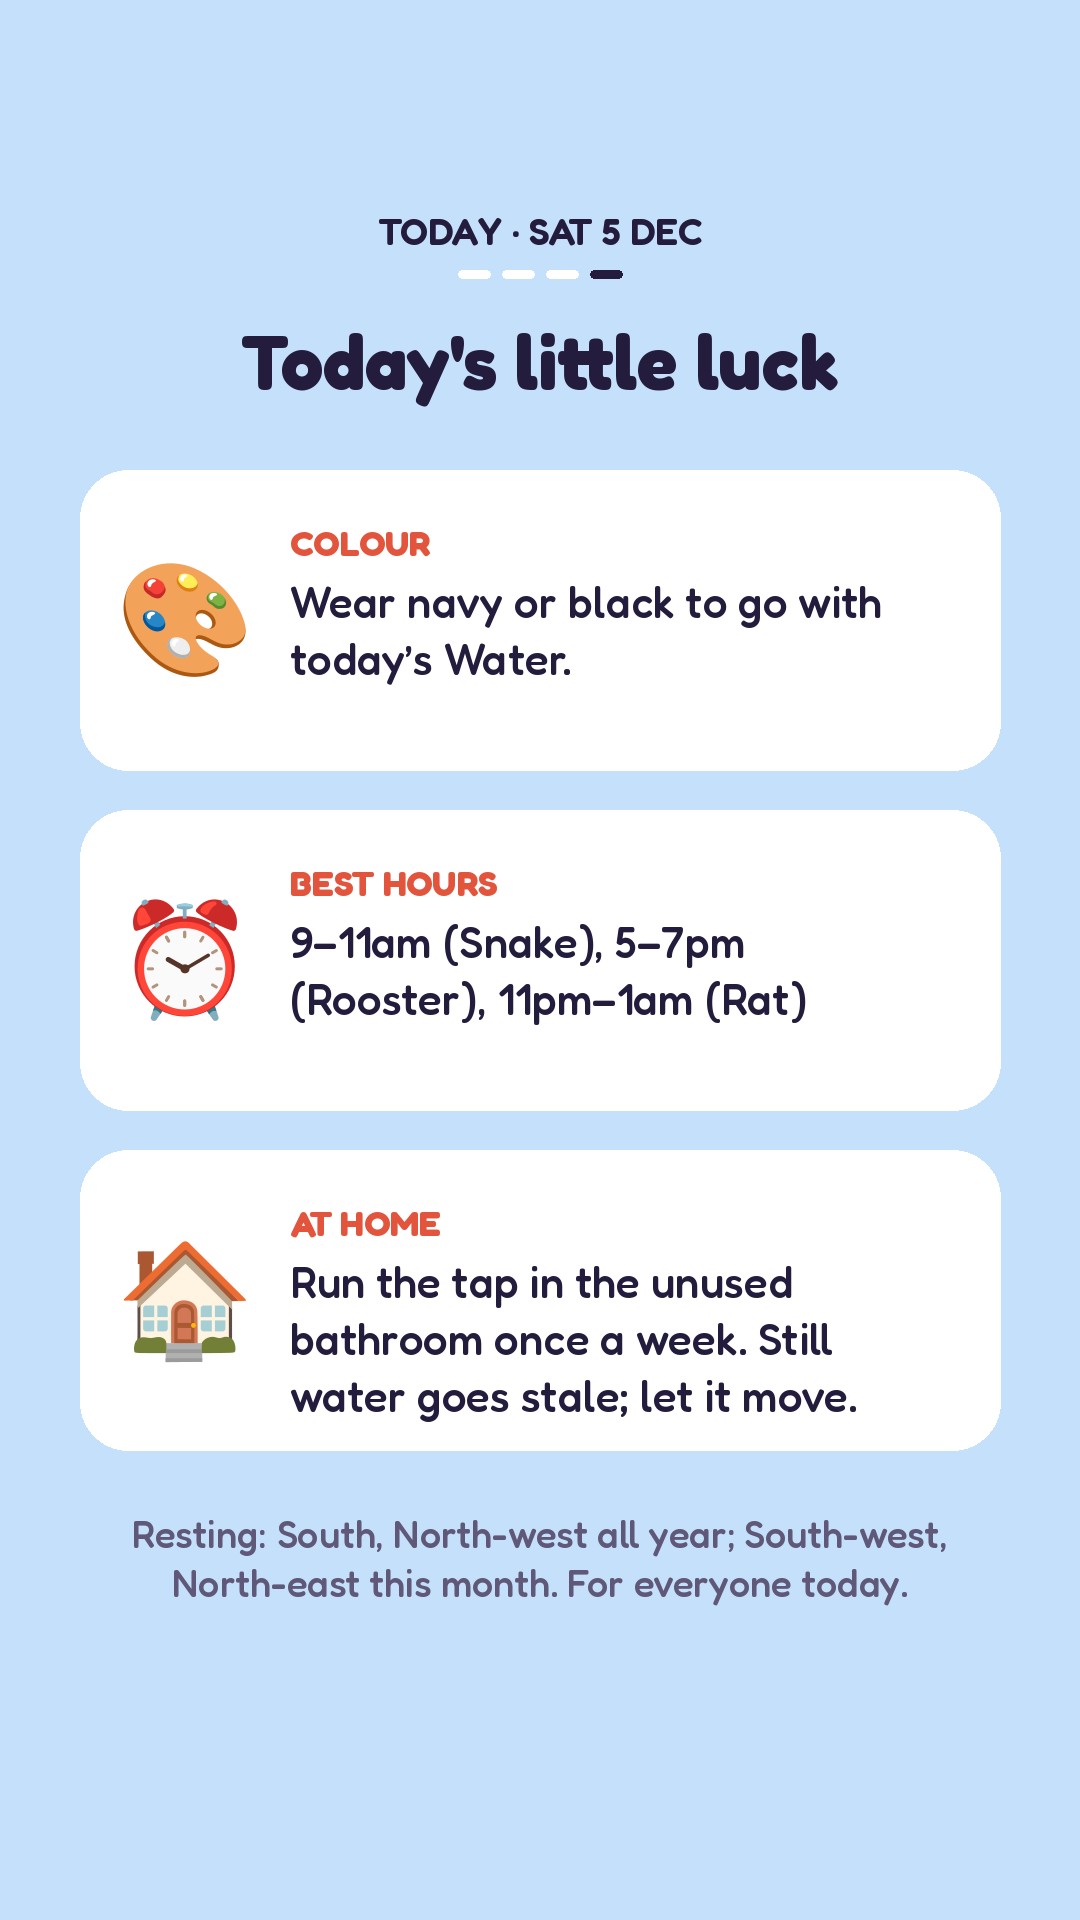 TODAY · SAT 5 DEC
Today's little luck
COLOUR
Wear navy or black to go with
today’s Water.
BEST HOURS
9–11am (Snake), 5–7pm
(Rooster), 11pm–1am (Rat)
AT HOME
Run the tap in the unused
bathroom once a week. Still
water goes stale; let it move.
Resting: South, North-west all year; South-west,
North-east this month. For everyone today.